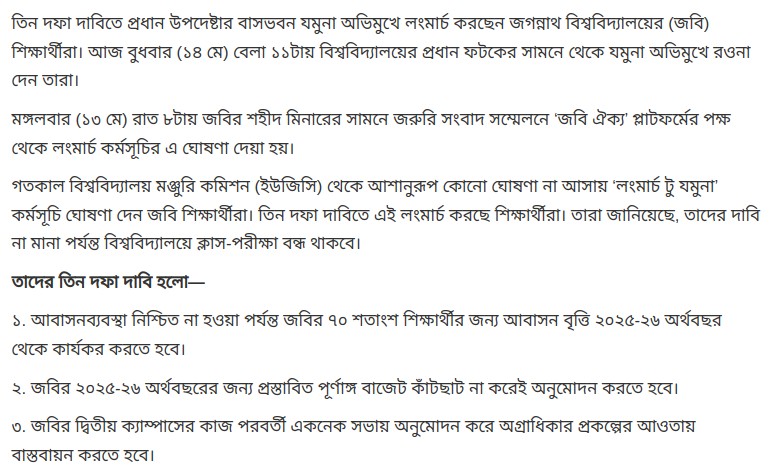 তিন দফা দাবিতে প্রধান উপদেষ্টার বাসভবন যমুনা অভিমুখে লংমার্চ করছেন জগন্নাথ বিশ্ববিদ্যালয়ের (জবি)
শিক্ষার্থীরা। আজ বুধবার (১৪ মে) বেলা ১১টায় বিশ্ববিদ্যালয়ের প্রধান ফটকের সামনে থেকে যমুনা অভিমুখে রওনা
দেন তারা।
মঙ্গলবার (১৩ মে) রাত ৮টায় জবির শহীদ মিনারের সামনে জরুরি সংবাদ সম্মেলনে ‘জবি ঐক্য’ প্লাটফর্মের পক্ষ
থেকে লংমার্চ কর্মসূচির এ ঘোষণা দেয়া হয়।
গতকাল বিশ্ববিদ্যালয় মঞ্জুরি কমিশন (ইউজিসি) থেকে আশানুরূপ কোনো ঘোষণা না আসায় ‘লংমার্চ টু যমুনা’
কর্মসূচি ঘোষণা দেন জবি শিক্ষার্থীরা। তিন দফা দাবিতে এই লংমার্চ করছে শিক্ষার্থীরা। তারা জানিয়েছে, তাদের দাবি
না মানা পর্যন্ত বিশ্ববিদ্যালয়ে ক্লাস-পরীক্ষা বন্ধ থাকবে।
তাদের তিন দফা দাবি হলো—
১. আবাসনব্যবস্থা নিশ্চিত না হওয়া পর্যন্ত জবির ৭০ শতাংশ শিক্ষার্থীর জন্য আবাসন বৃত্তি ২০২৫-২৬ অর্থবছর
থেকে কার্যকর করতে হবে।
২. জবির ২০২৫-২৬ অর্থবছরের জন্য প্রস্তাবিত পূর্ণাঙ্গ বাজেট কাঁটছাট না করেই অনুমোদন করতে হবে।
৩. জবির দ্বিতীয় ক্যাম্পাসের কাজ পরবর্তী একনেক সভায় অনুমোদন করে অগ্রাধিকার প্রকল্পের আওতায়
বাস্তবায়ন করতে হবে।